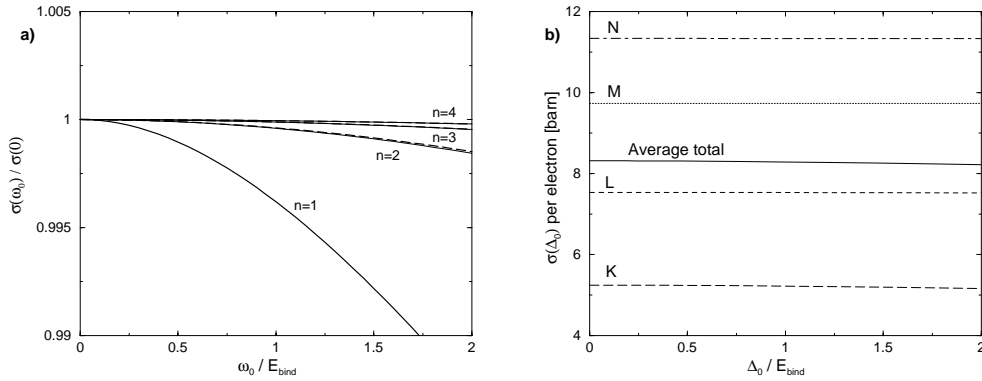 a)
1.005
1
0.995
0.99
σ(ω₀) / σ(0)
n=4
n=3
n=2
n=1
0 0.5 1 1.5 2
ω₀ / E_bind
b)
12
10
8
6
4
σ(Δ₀) per electron [barn]
N
M
Average total
L
K
0 0.5 1 1.5 2
Δ₀ / E_bind